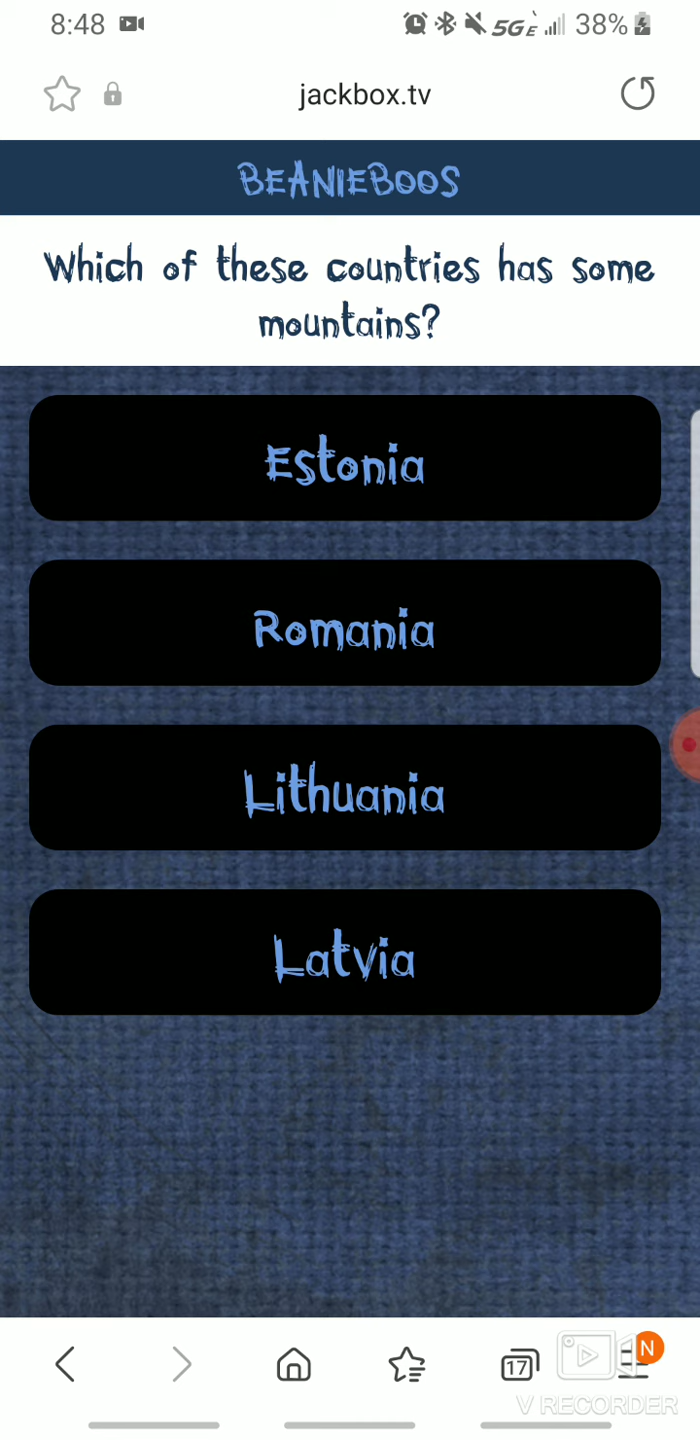 8:48 5GE 38%
jackbox.tv
BEANIEBOOS
Which of these countries has some
mountains?
Estonia
Romania
Lithuania
Latvia
17
N
V RECORDER